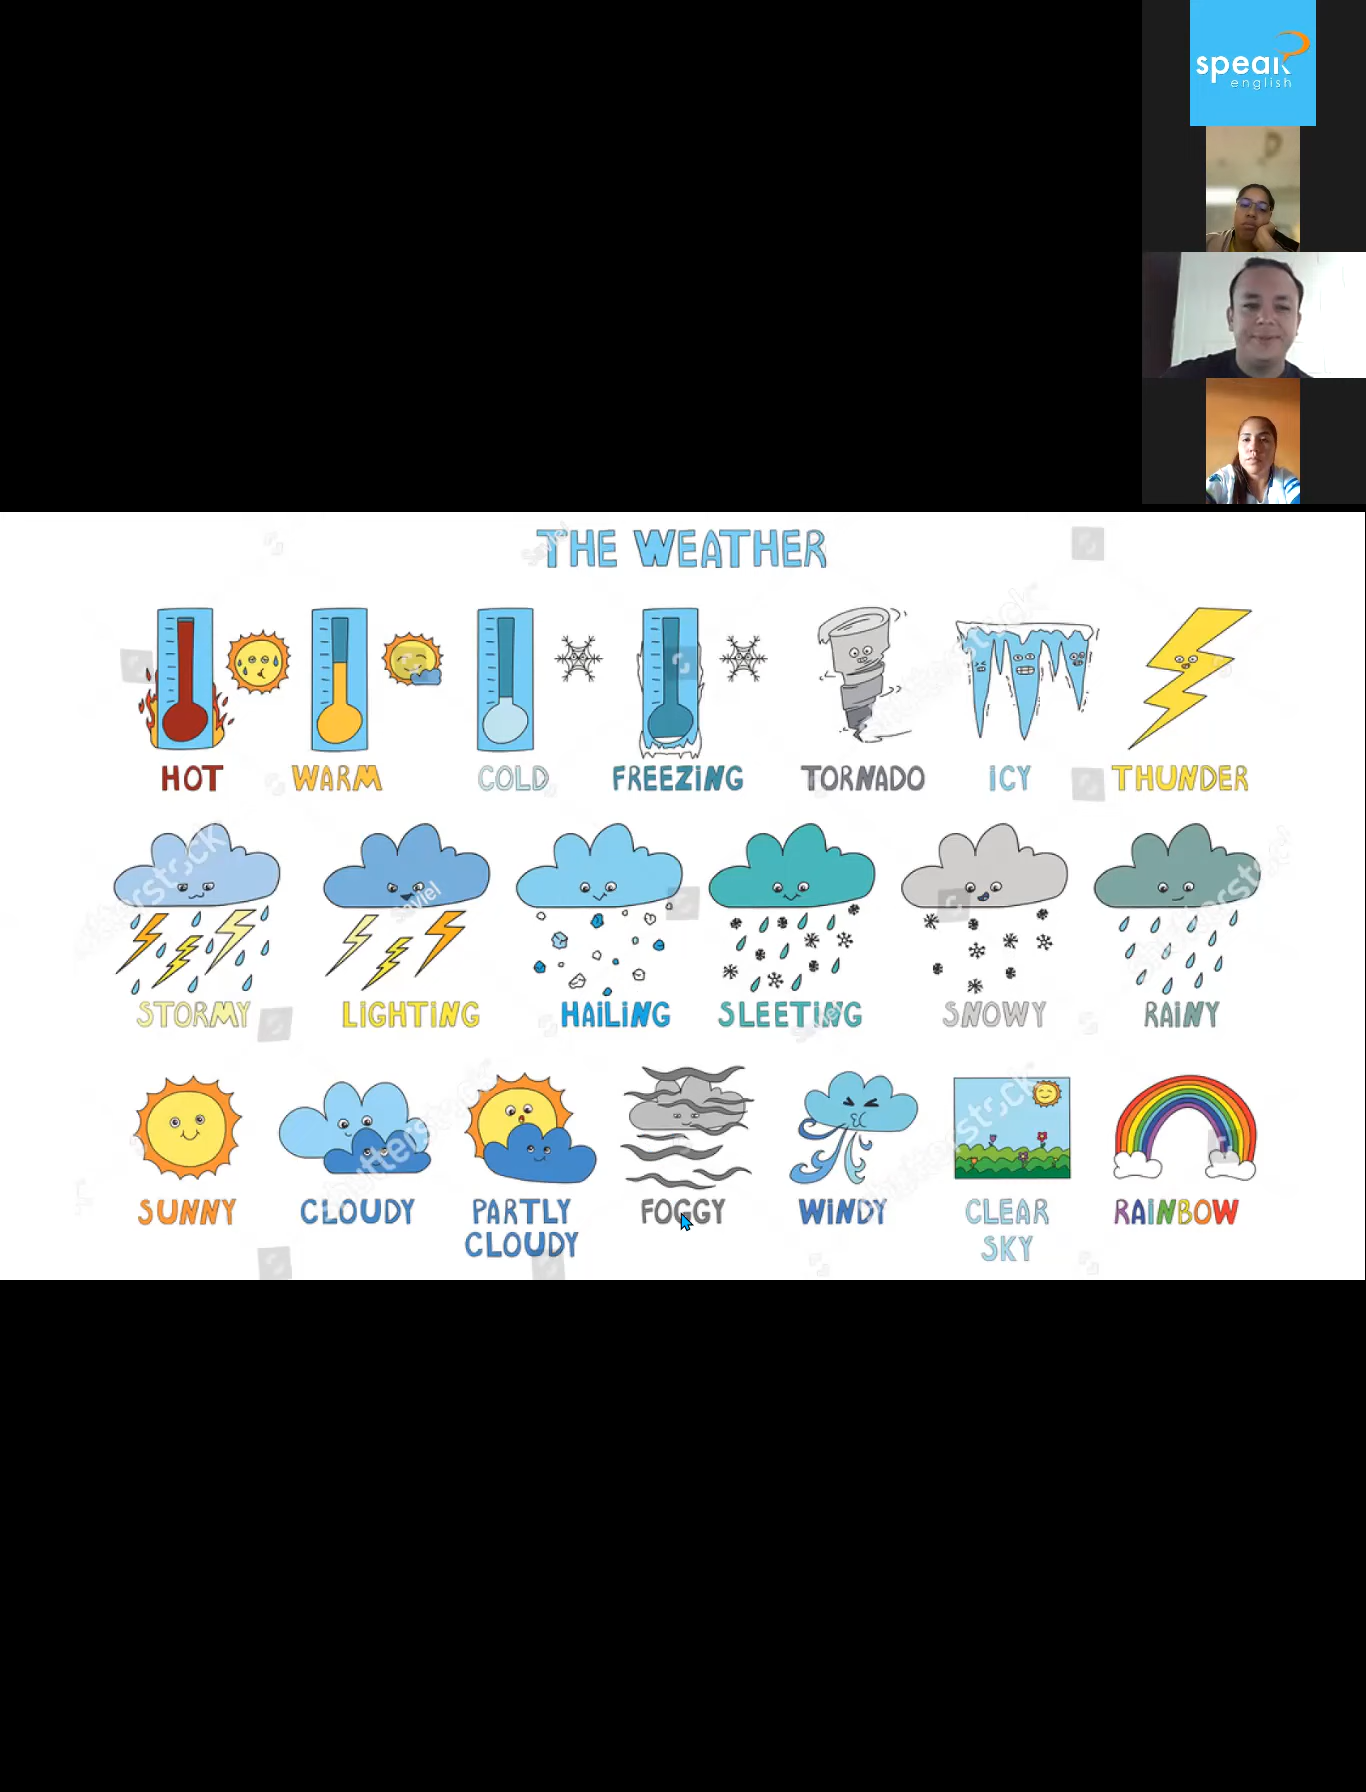 speak
english
THE WEATHER
HOT WARM COLD FREEZING TORNADO ICY THUNDER
STORMY LIGHTING HAILING SLEETING SNOWY RAINY
SUNNY CLOUDY PARTLY CLOUDY FOGGY WINDY CLEAR SKY RAINBOW
shutterstock